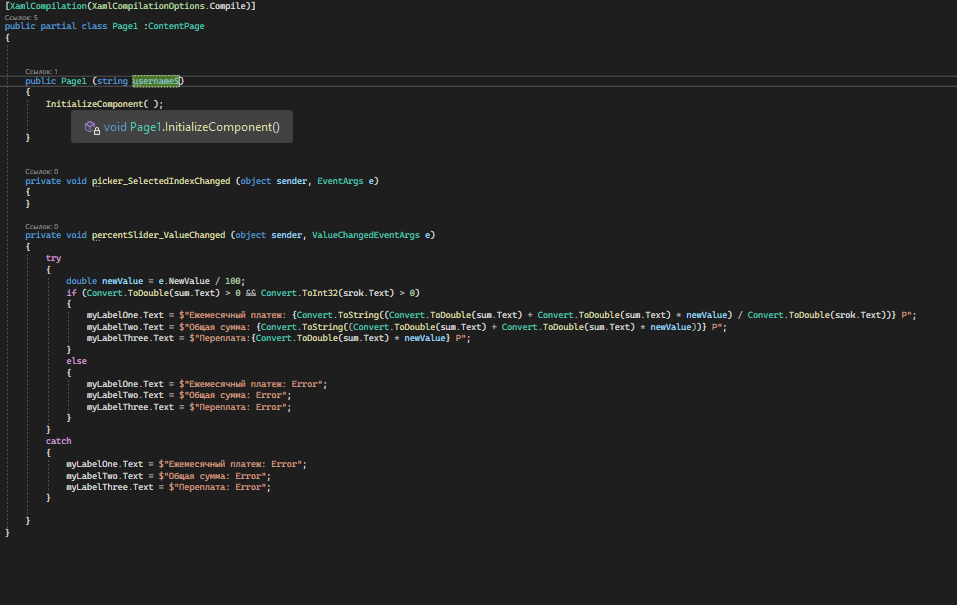 [XamlCompilation(XamlCompilationOptions.Compile)]
Ссылок: 5
public partial class Page1 :ContentPage
{
Ссылок: 1
public Page1 (string usernameS)
{
InitializeComponent( );
void Page1.InitializeComponent()
}
Ссылок: 0
private void picker_SelectedIndexChanged (object sender, EventArgs e)
{
}
Ссылок: 0
private void percentSlider_ValueChanged (object sender, ValueChangedEventArgs e)
{
try
{
double newValue = e.NewValue / 100;
if (Convert.ToDouble(sum.Text) > 0 && Convert.ToInt32(srok.Text) > 0)
{
myLabelOne.Text = $"Ежемесячный платеж: {Convert.ToString((Convert.ToDouble(sum.Text) + Convert.ToDouble(sum.Text) * newValue) / Convert.ToDouble(srok.Text))} Р";
myLabelTwo.Text = $"Общая сумма: {Convert.ToString((Convert.ToDouble(sum.Text) + Convert.ToDouble(sum.Text) * newValue))} Р";
myLabelThree.Text = $"Переплата:{Convert.ToDouble(sum.Text) * newValue} Р";
}
else
{
myLabelOne.Text = $"Ежемесячный платеж: Error";
myLabelTwo.Text = $"Общая сумма: Error";
myLabelThree.Text = $"Переплата: Error";
}
}
catch
{
myLabelOne.Text = $"Ежемесячный платеж: Error";
myLabelTwo.Text = $"Общая сумма: Error";
myLabelThree.Text = $"Переплата: Error";
}
}
}